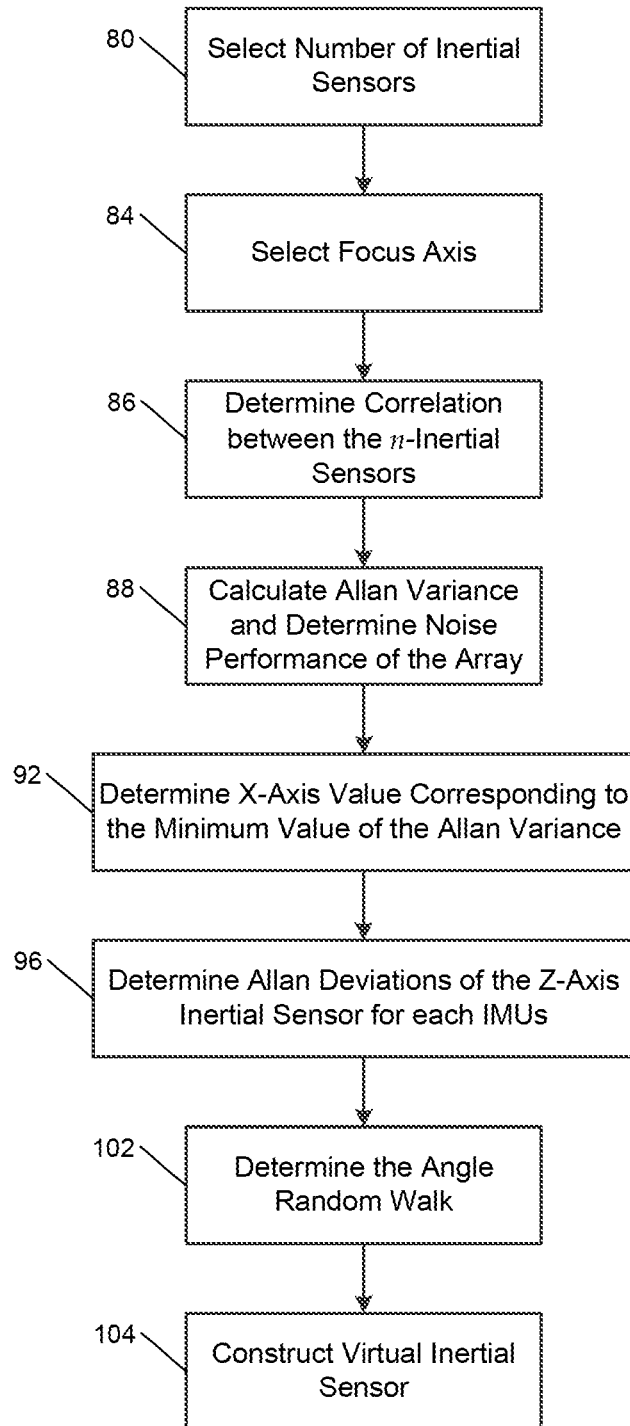 80
Select Number of Inertial
Sensors
84
Select Focus Axis
86
Determine Correlation
between the n-Inertial
Sensors
88
Calculate Allan Variance
and Determine Noise
Performance of the Array
92
Determine X-Axis Value Corresponding to
the Minimum Value of the Allan Variance
96
Determine Allan Deviations of the Z-Axis
Inertial Sensor for each IMUs
102
Determine the Angle
Random Walk
104
Construct Virtual Inertial
Sensor